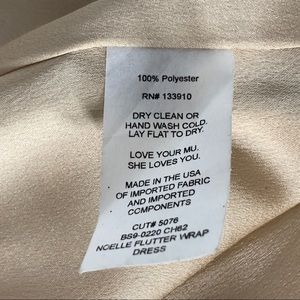 100% Polyester
RN# 133910
DRY CLEAN OR
HAND WASH COLD.
LAY FLAT TO DRY.
LOVE YOUR MU.
SHE LOVES YOU.
MADE IN THE USA
OF IMPORTED FABRIC
AND IMPORTED
COMPONENTS
CUT# 5076
BS9-0220 CH62
NOELLE FLUTTER WRAP
DRESS